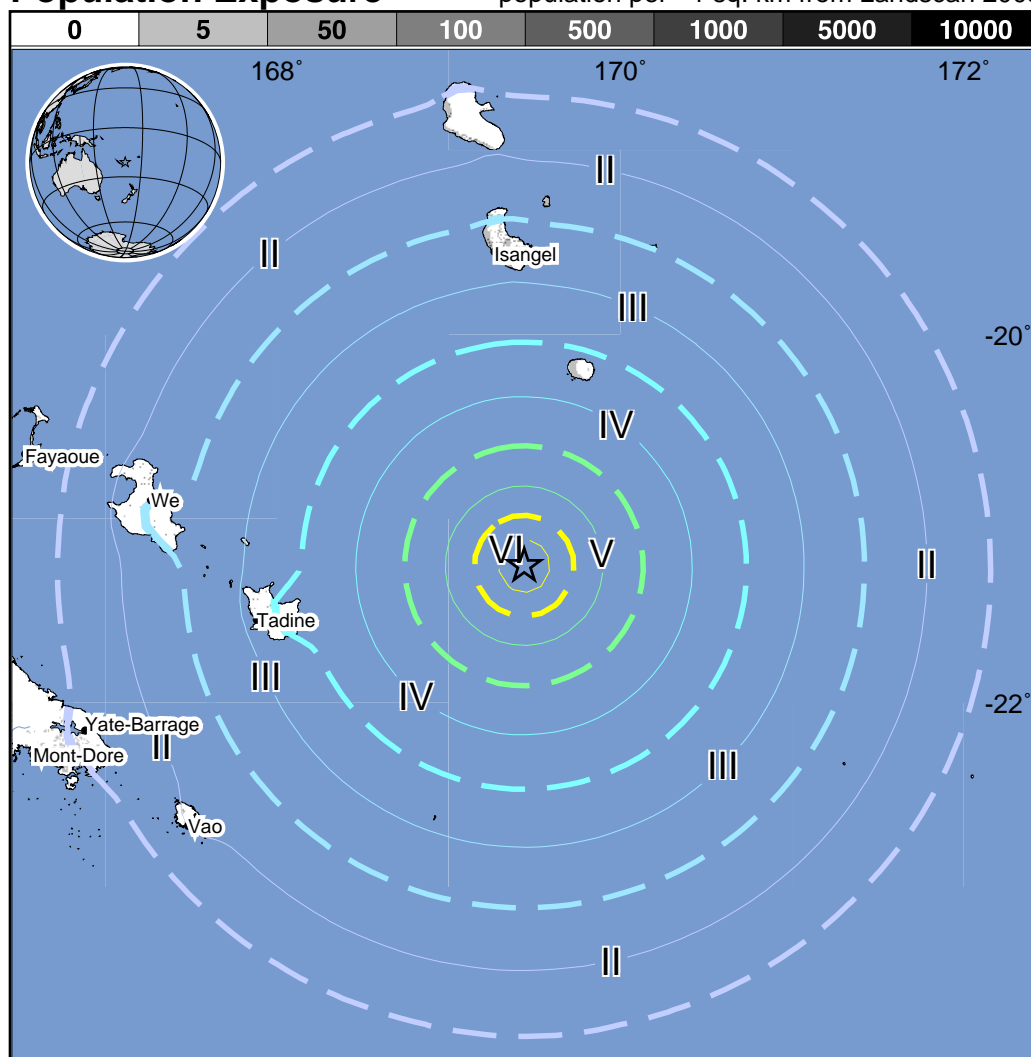 Population Exposure
population per ~1 sq. km from Landscan
0 5 50 100 500 1000 5000 10000
168˚ 170˚ 172˚
II
II
Isangel
III
-20˚
IV
Fayaoue
We
VI V
II
Tadine
III
IV
-22˚
Yate-Barrage
II
Mont-Dore
III
Vao
II